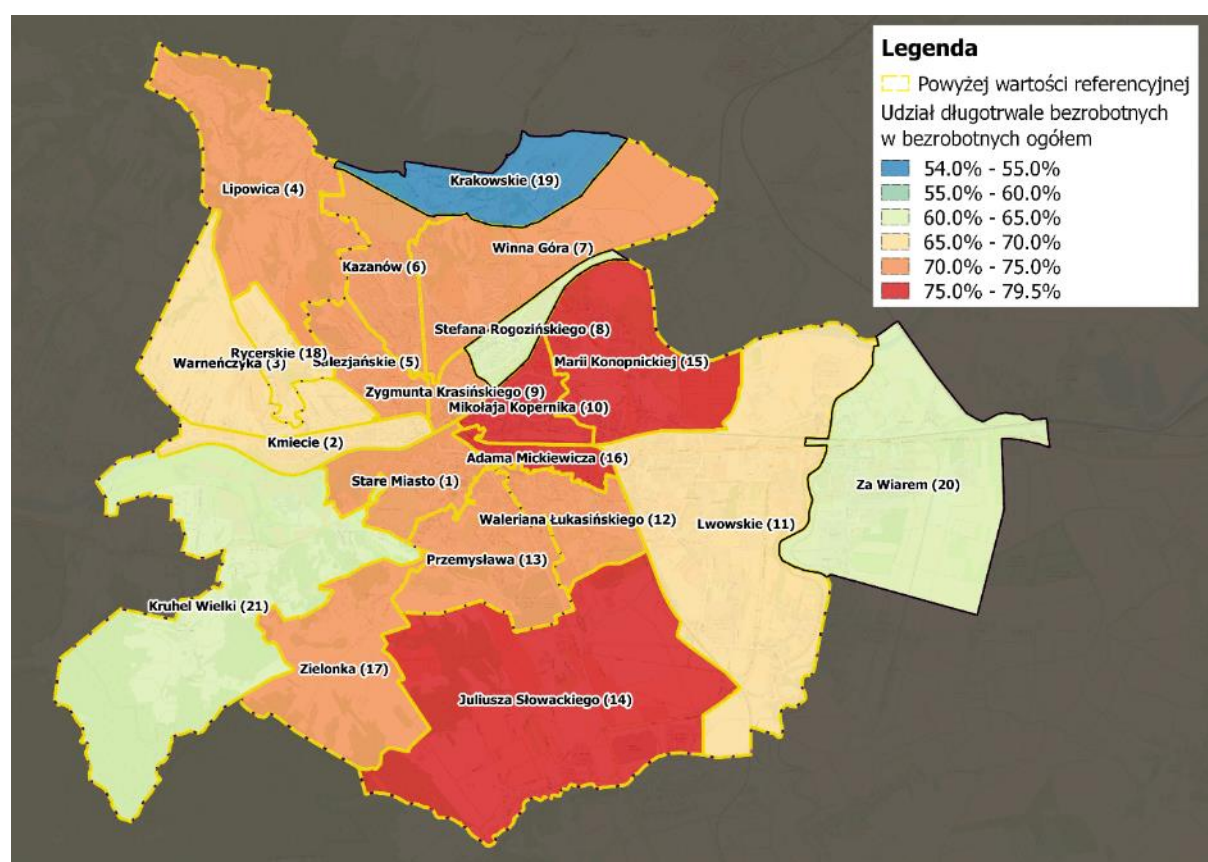 Legenda
Powyżej wartości referencyjnej
Udział długotrwale bezrobotnych
w bezrobotnych ogółem
54.0% - 55.0%
55.0% - 60.0%
60.0% - 65.0%
65.0% - 70.0%
70.0% - 75.0%
75.0% - 79.5%
Krakowskie (19)
Lipowica (4)
Winna Góra (7)
Kazanów (6)
Stefana Rogozińskiego (8)
Rycerskie (18)
Warneńczyka (3)
Salezjańskie (5)
Marii Konopnickiej (15)
Zygmunta Krasińskiego (9)
Mikołaja Kopernika (10)
Kmiecie (2)
Adama Mickiewicza (16)
Stare Miasto (1)
Za Wiarem (20)
Waleriana Łukasińskiego (12)
Lwowskie (11)
Przemysława (13)
Kruhel Wielki (21)
Zielonka (17)
Juliusza Słowackiego (14)